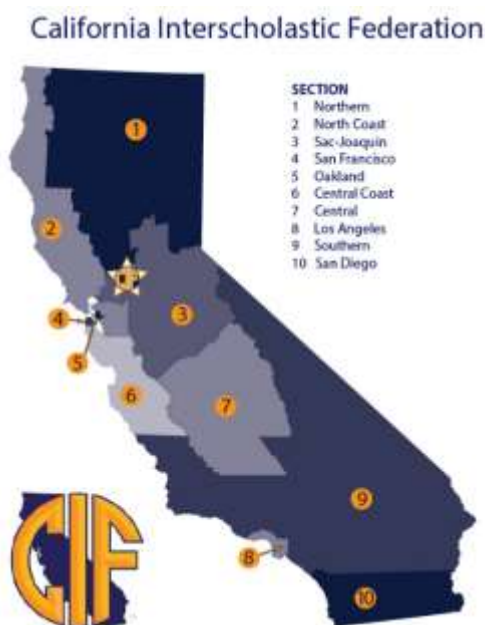 California Interscholastic Federation
SECTION
1 Northern
2 North Coast
3 Sac-Joaquin
4 San Francisco
5 Oakland
6 Central Coast
7 Central
8 Los Angeles
9 Southern
10 San Diego
1
2
3
4
5
6
7
8
9
10
CIF